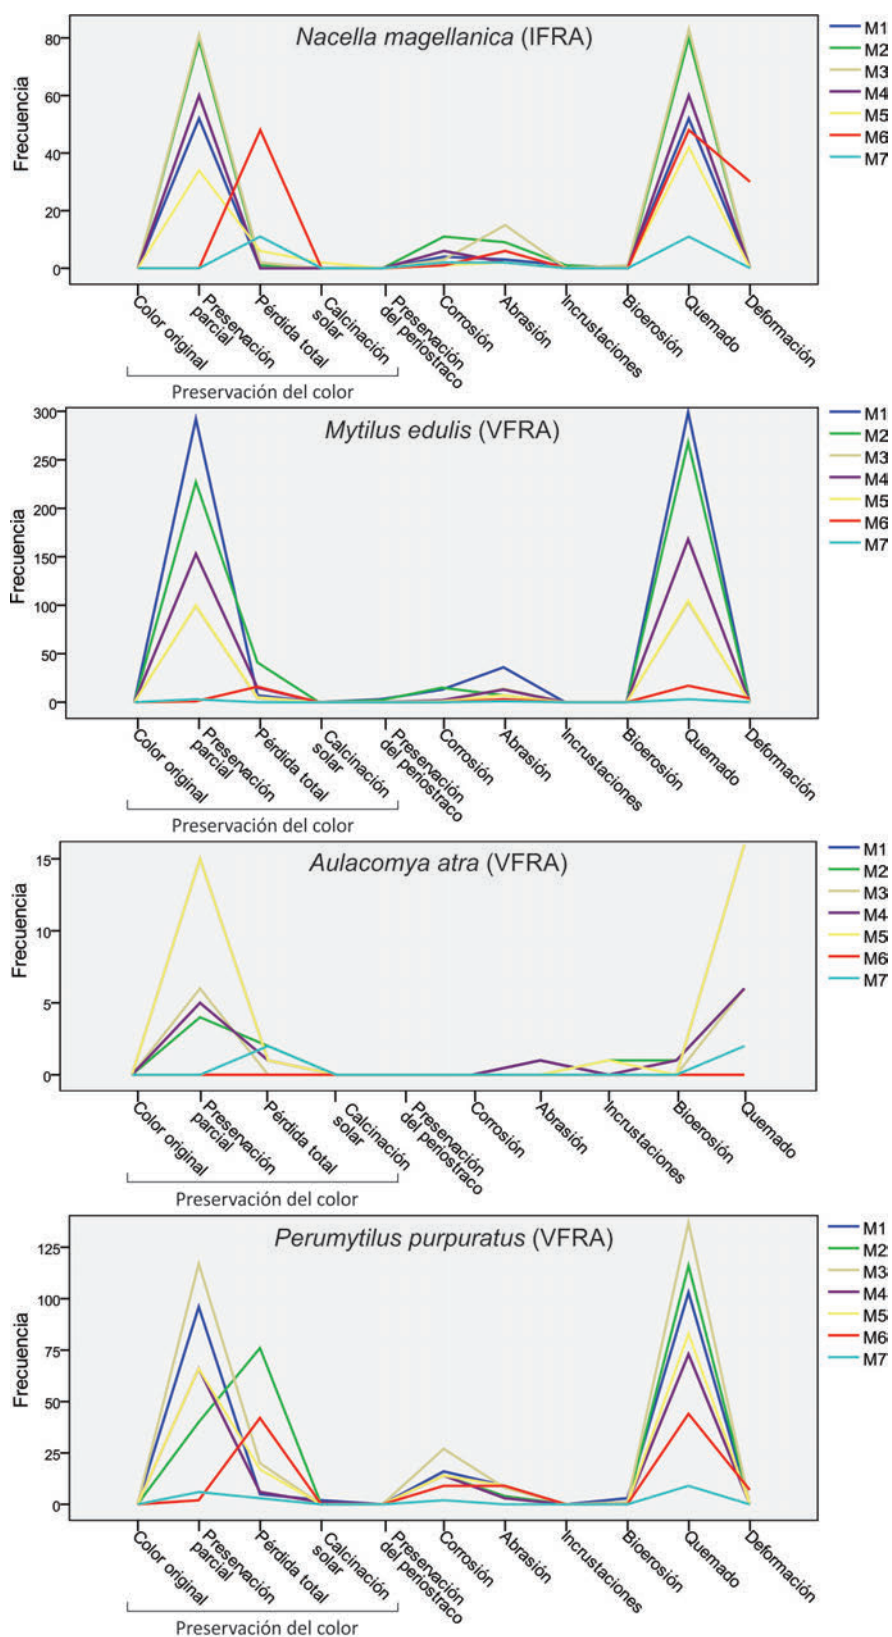 Nacella magellanica (IFRA)
Frecuencia
80
60
40
20
0
M1
M2
M3
M4
M5
M6
M7
Color original
Preservación
parcial
Pérdida total
Calcinación
solar
Preservación
del periostraco
Corrosión
Abrasión
Incrustaciones
Bioerosión
Quemado
Deformación
Preservación del color
Mytilus edulis (VFRA)
Frecuencia
300
250
200
150
100
50
0
M1
M2
M3
M4
M5
M6
M7
Color original
Preservación
parcial
Pérdida total
Calcinación
solar
Preservación
del periostraco
Corrosión
Abrasión
Incrustaciones
Bioerosión
Quemado
Deformación
Preservación del color
Aulacomya atra (VFRA)
Frecuencia
15
10
5
0
M1
M2
M3
M4
M5
M6
M7
Color original
Preservación
parcial
Pérdida total
Calcinación
solar
Preservación
del periostraco
Corrosión
Abrasión
Incrustaciones
Bioerosión
Quemado
Preservación del color
Perumytilus purpuratus (VFRA)
Frecuencia
125
100
75
50
25
0
M1
M2
M3
M4
M5
M6
M7
Color original
Preservación
parcial
Pérdida total
Calcinación
solar
Preservación
del periostraco
Corrosión
Abrasión
Incrustaciones
Bioerosión
Quemado
Deformación
Preservación del color